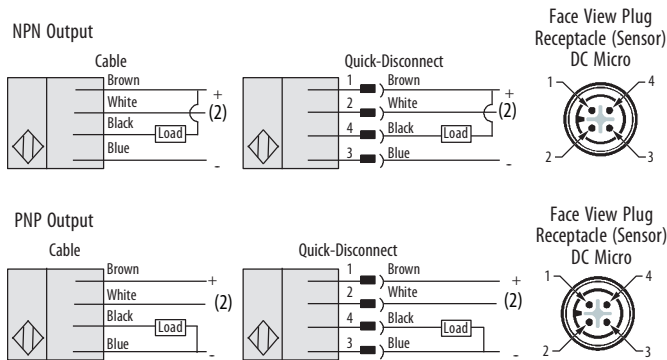 NPN Output
Cable
Brown
White
Black
Blue
Load
+
(2)
-
Quick-Disconnect
1 Brown
2 White
4 Black
3 Blue
Load
+
(2)
-
Face View Plug
Receptacle (Sensor)
DC Micro
1
4
2
3
PNP Output
Cable
Brown
White
Black
Blue
Load
+
(2)
-
Quick-Disconnect
1 Brown
2 White
4 Black
3 Blue
Load
+
(2)
-
Face View Plug
Receptacle (Sensor)
DC Micro
1
4
2
3